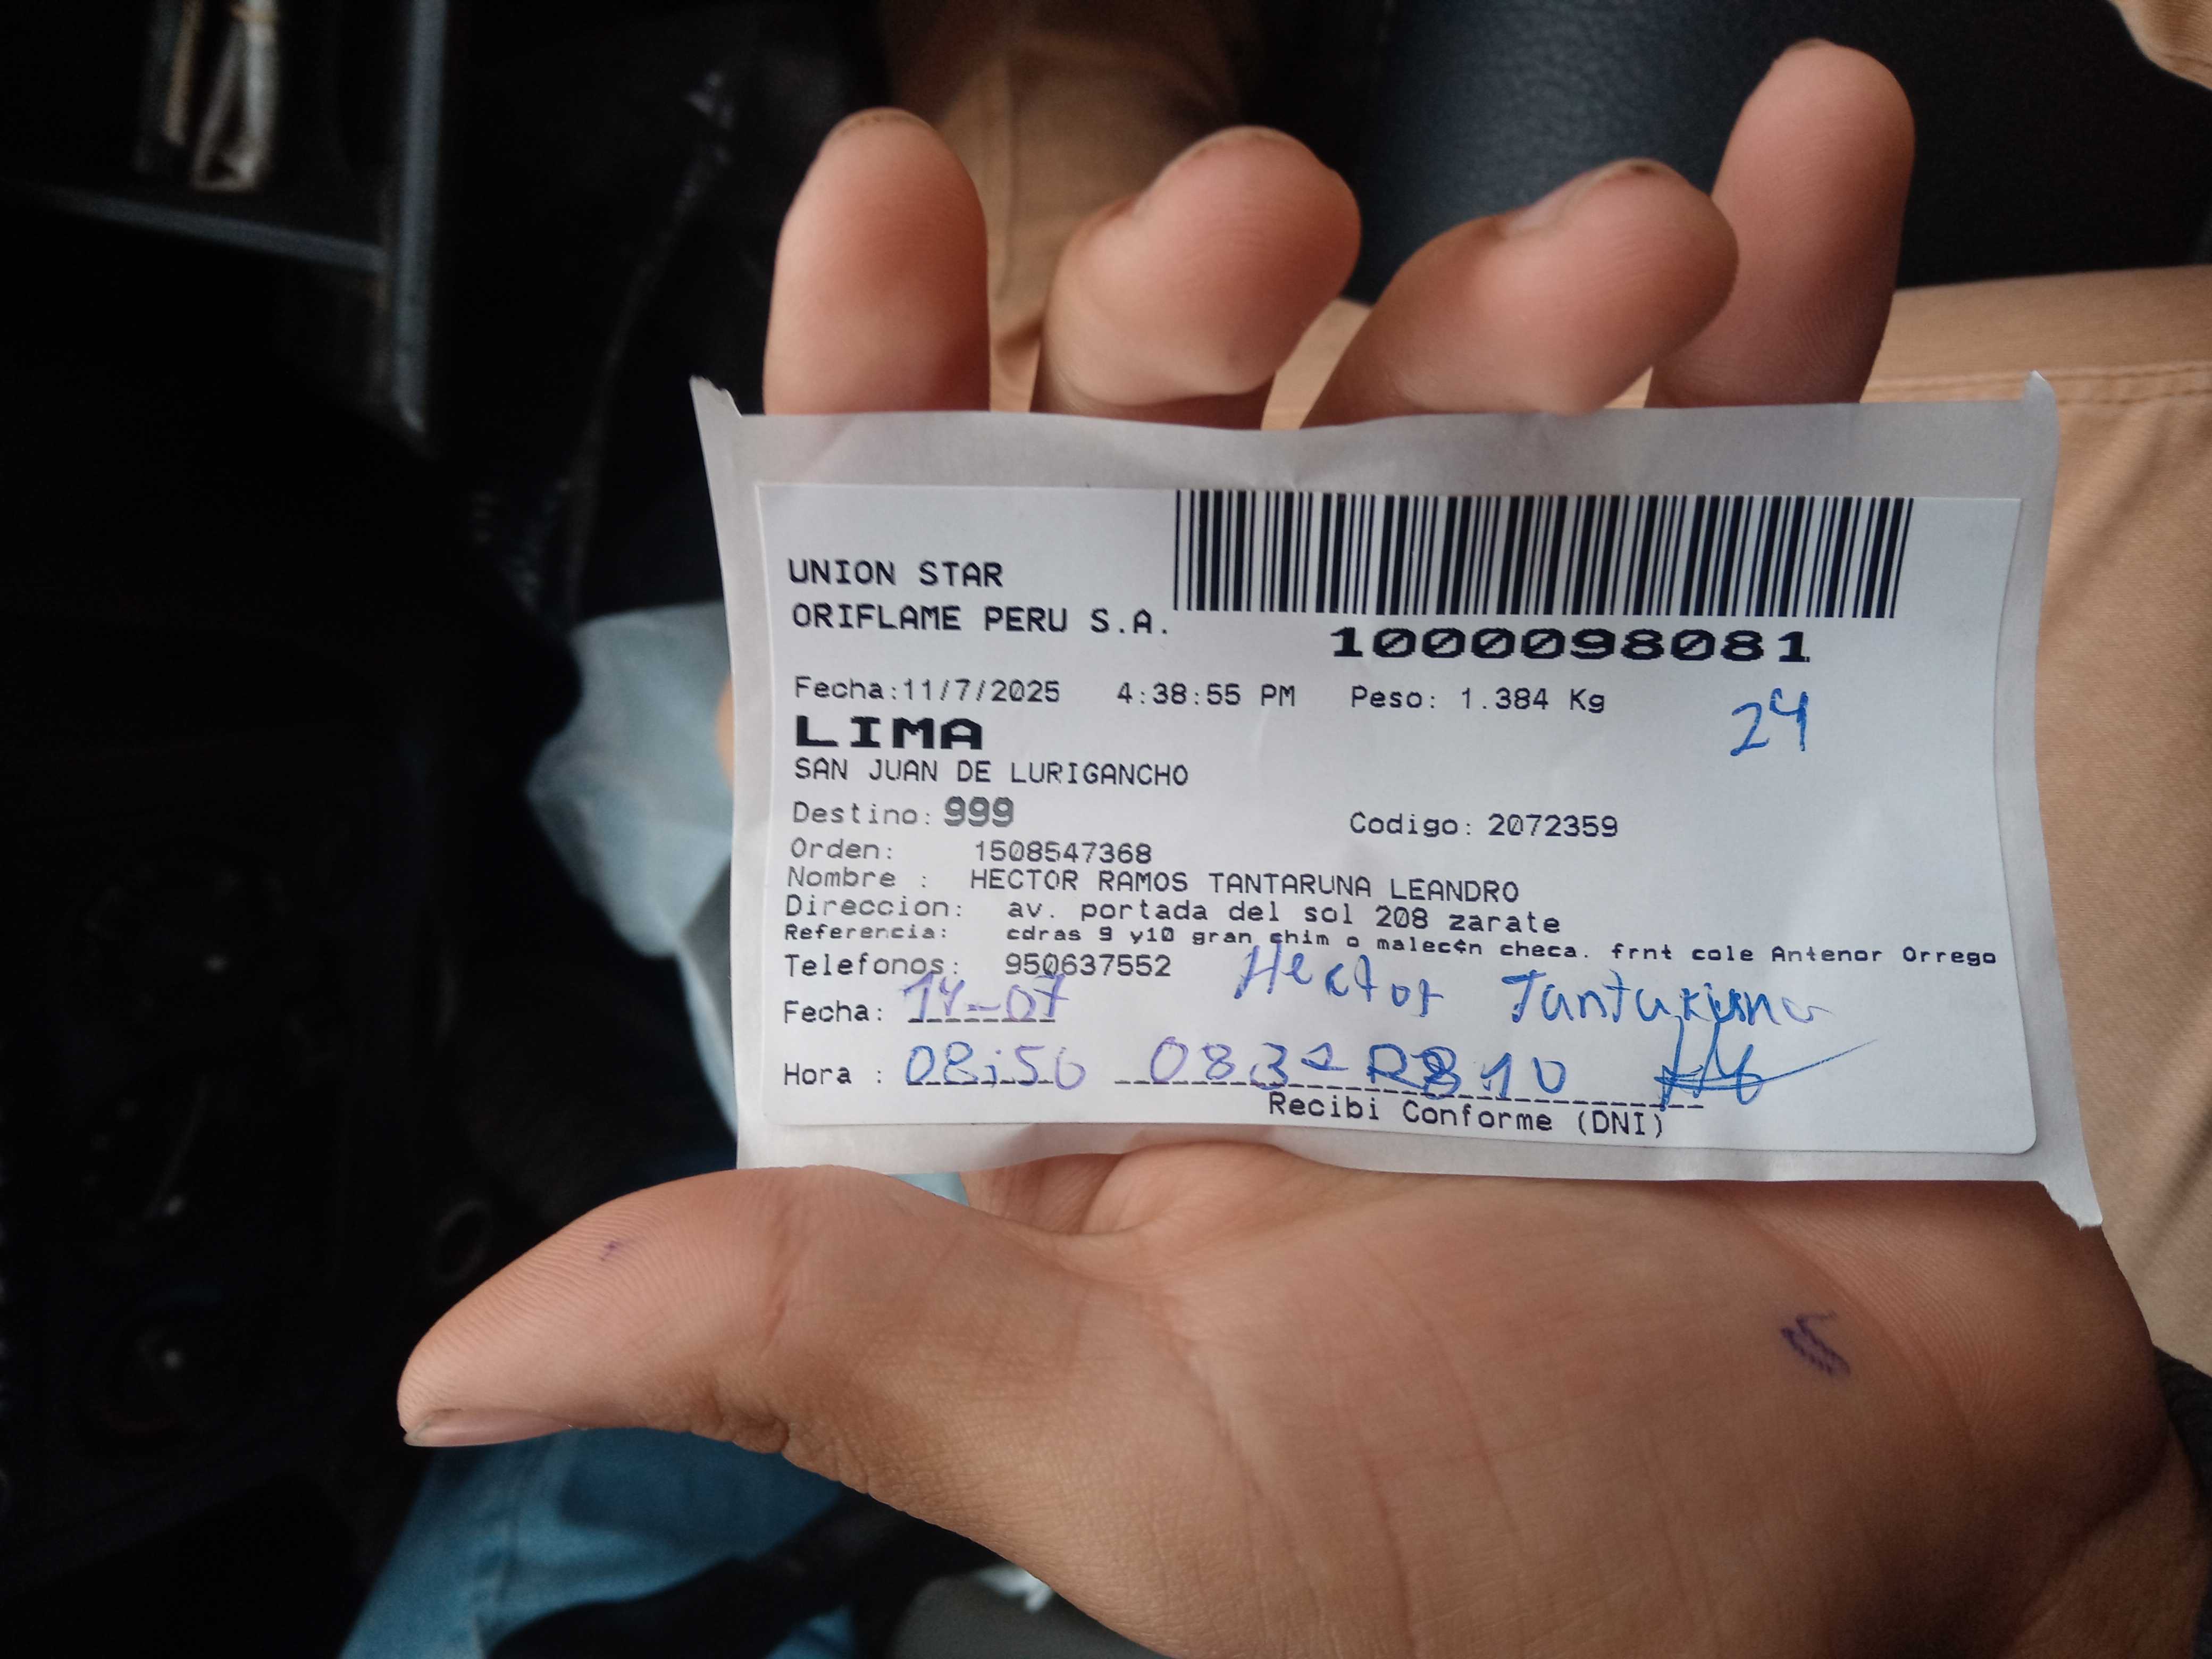 UNION STAR
ORIFLAME PERU S.A.
1000098081
Fecha:11/7/2025 4:38:55 PM Peso: 1.384 Kg
24
LIMA
SAN JUAN DE LURIGANCHO
Destino: 999 Codigo: 2072359
Orden: 1508547368
Nombre : HECTOR RAMOS TANTARUNA LEANDRO
Direccion: av. portada del sol 208 zarate
Referencia: cdras 9 y10 gran chim o malec¢n checa. frnt cole Antenor Orrego
Telefonos: 950637552
Hector Tantaruna
Fecha: 14-07
Hora : 08:50
Recibi Conforme (DNI)